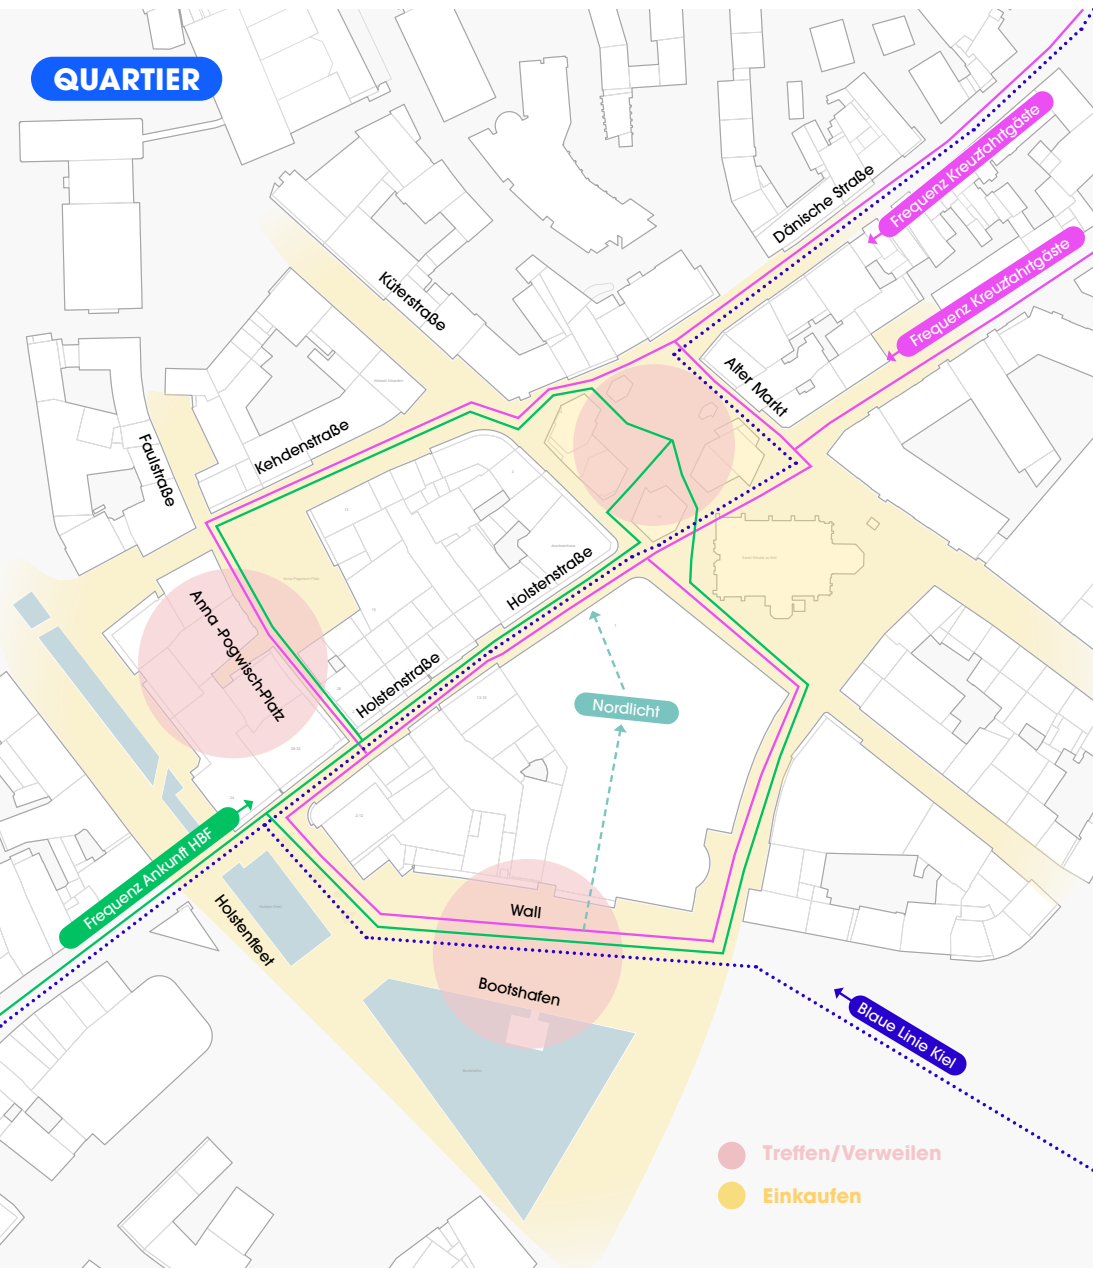 QUARTIER
Frequenz Kreuzfahrtgäste
Dänische Straße
Frequenz Kreuzfahrtgäste
Küterstraße
Alter Markt
Kehdenstraße
Faulstraße
Holstenstraße
Anna -Pogwisch-Platz
Holstenstraße
Nordlicht
Frequenz Ankunft HBF
Wall
Holstenfleet
Bootshafen
Blaue Linie Kiel
Treffen/Verweilen
Einkaufen